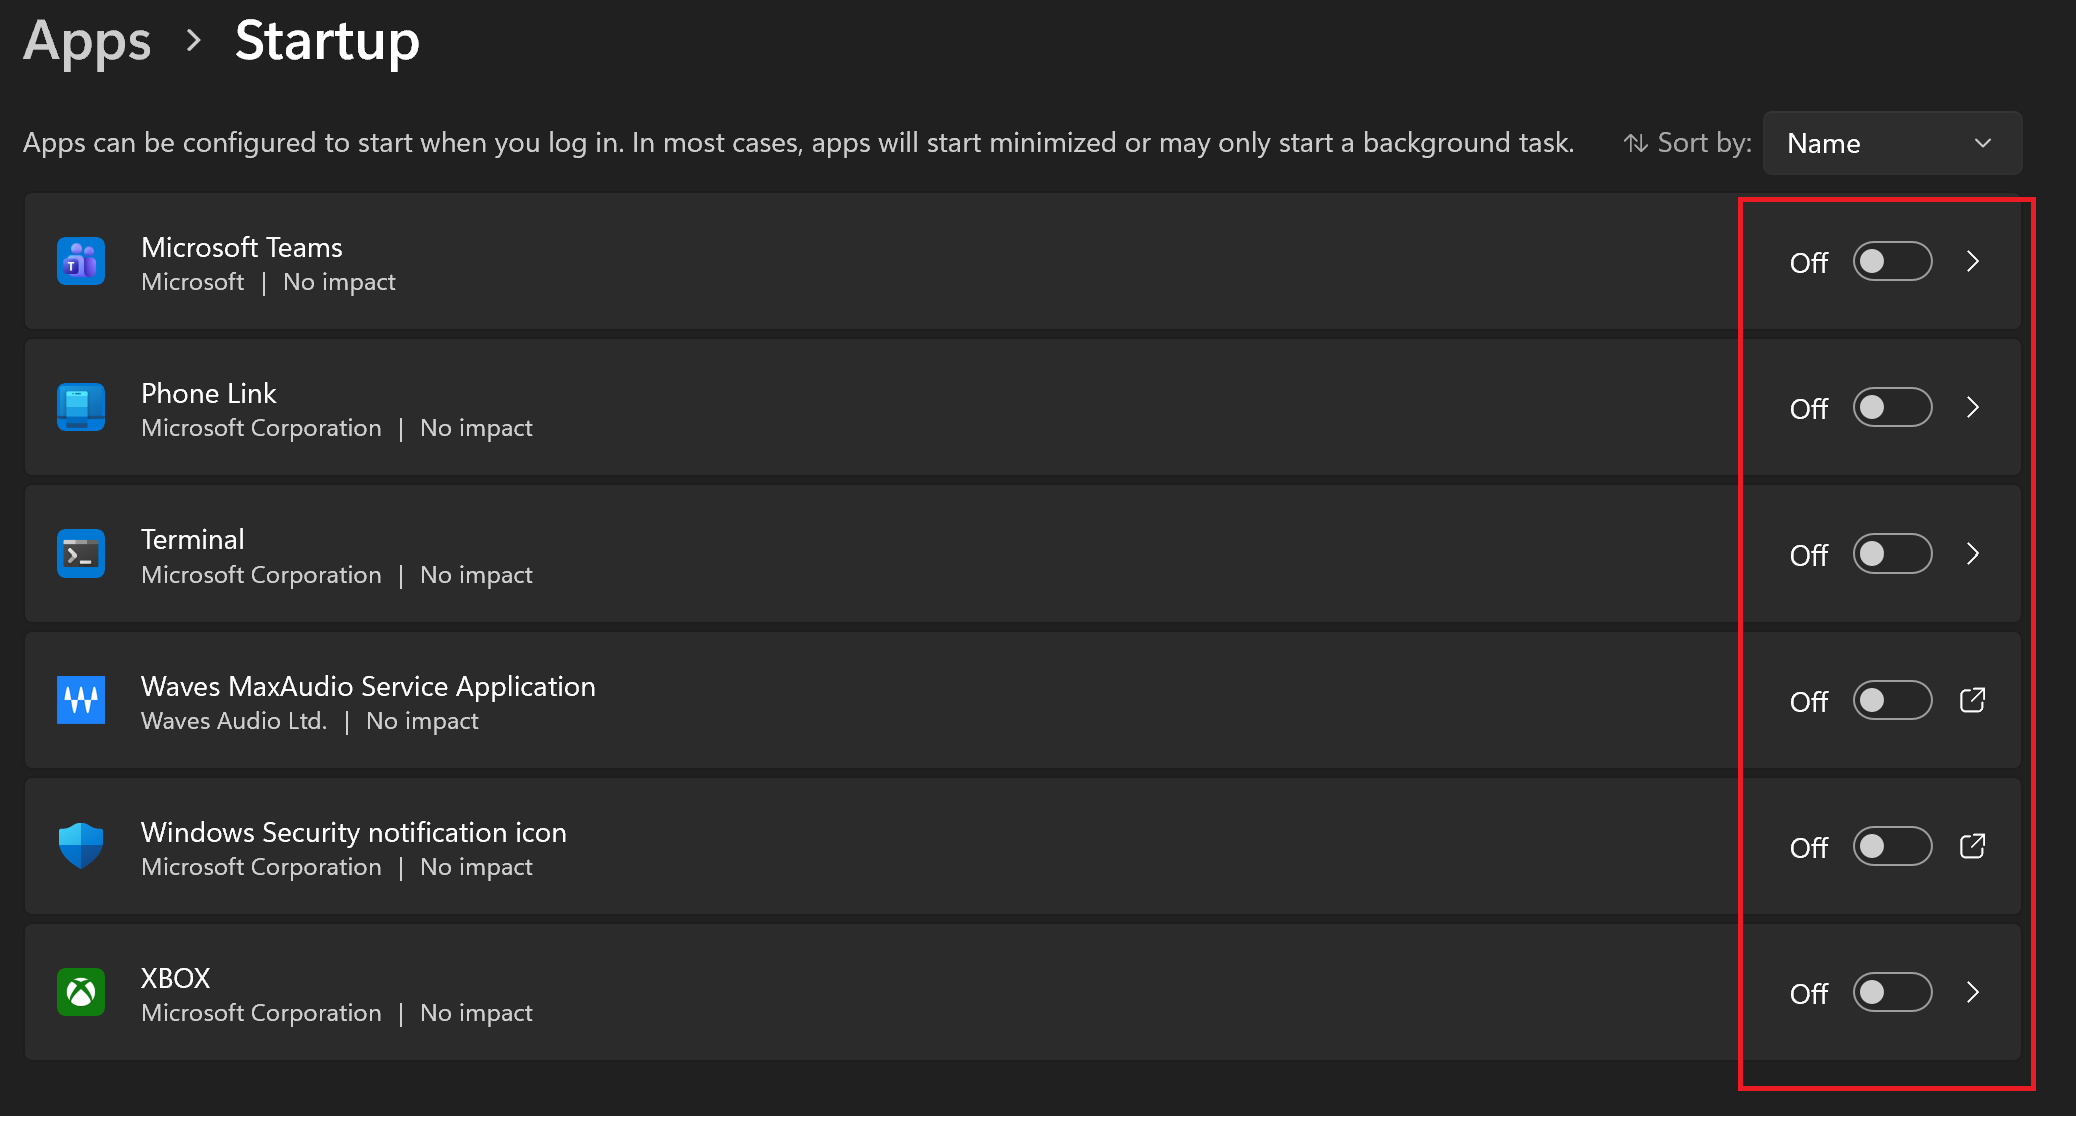 Apps > Startup
Apps can be configured to start when you log in. In most cases, apps will start minimized or may only start a background task.
Sort by: Name
Microsoft Teams
Microsoft | No impact
Off
Phone Link
Microsoft Corporation | No impact
Off
Terminal
Microsoft Corporation | No impact
Off
Waves MaxAudio Service Application
Waves Audio Ltd. | No impact
Off
Windows Security notification icon
Microsoft Corporation | No impact
Off
XBOX
Microsoft Corporation | No impact
Off